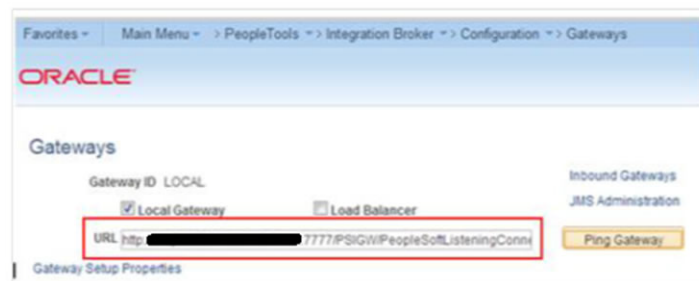 Favorites Main Menu > PeopleTools > Integration Broker > Configuration > Gateways
ORACLE
Gateways
Gateway ID LOCAL
Inbound Gateways
Local Gateway Load Balancer
JMS Administration
URL http: 7777/PSIGW/PeopleSoftListeningConne
Ping Gateway
Gateway Setup Properties